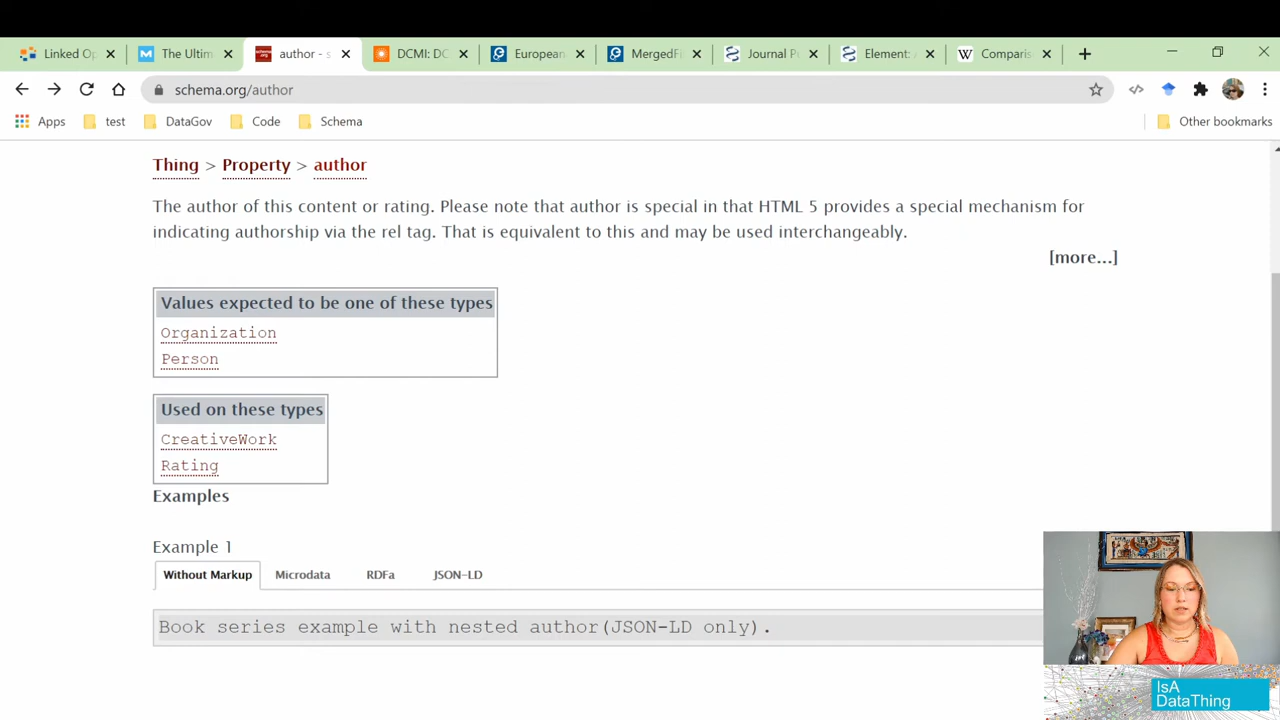 Linked Op
The Ultim
author - s
DCMI: DC
European
MergedFi
Journal P
Element: A
Comparis
schema.org/author
Apps
test
DataGov
Code
Schema
Other bookmarks
Thing > Property > author
The author of this content or rating. Please note that author is special in that HTML 5 provides a special mechanism for
indicating authorship via the rel tag. That is equivalent to this and may be used interchangeably.
[more...]
Values expected to be one of these types
Organization
Person
Used on these types
CreativeWork
Rating
Examples
Example 1
Without Markup
Microdata
RDFa
JSON-LD
Book series example with nested author(JSON-LD only).
IsA
DataThing